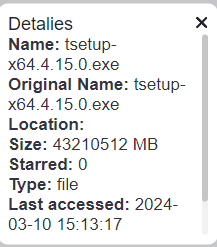 Detalies
Name: tsetup-
x64.4.15.0.exe
Original Name: tsetup-
x64.4.15.0.exe
Location:
Size: 43210512 MB
Starred: 0
Type: file
Last accessed: 2024-
03-10 15:13:17